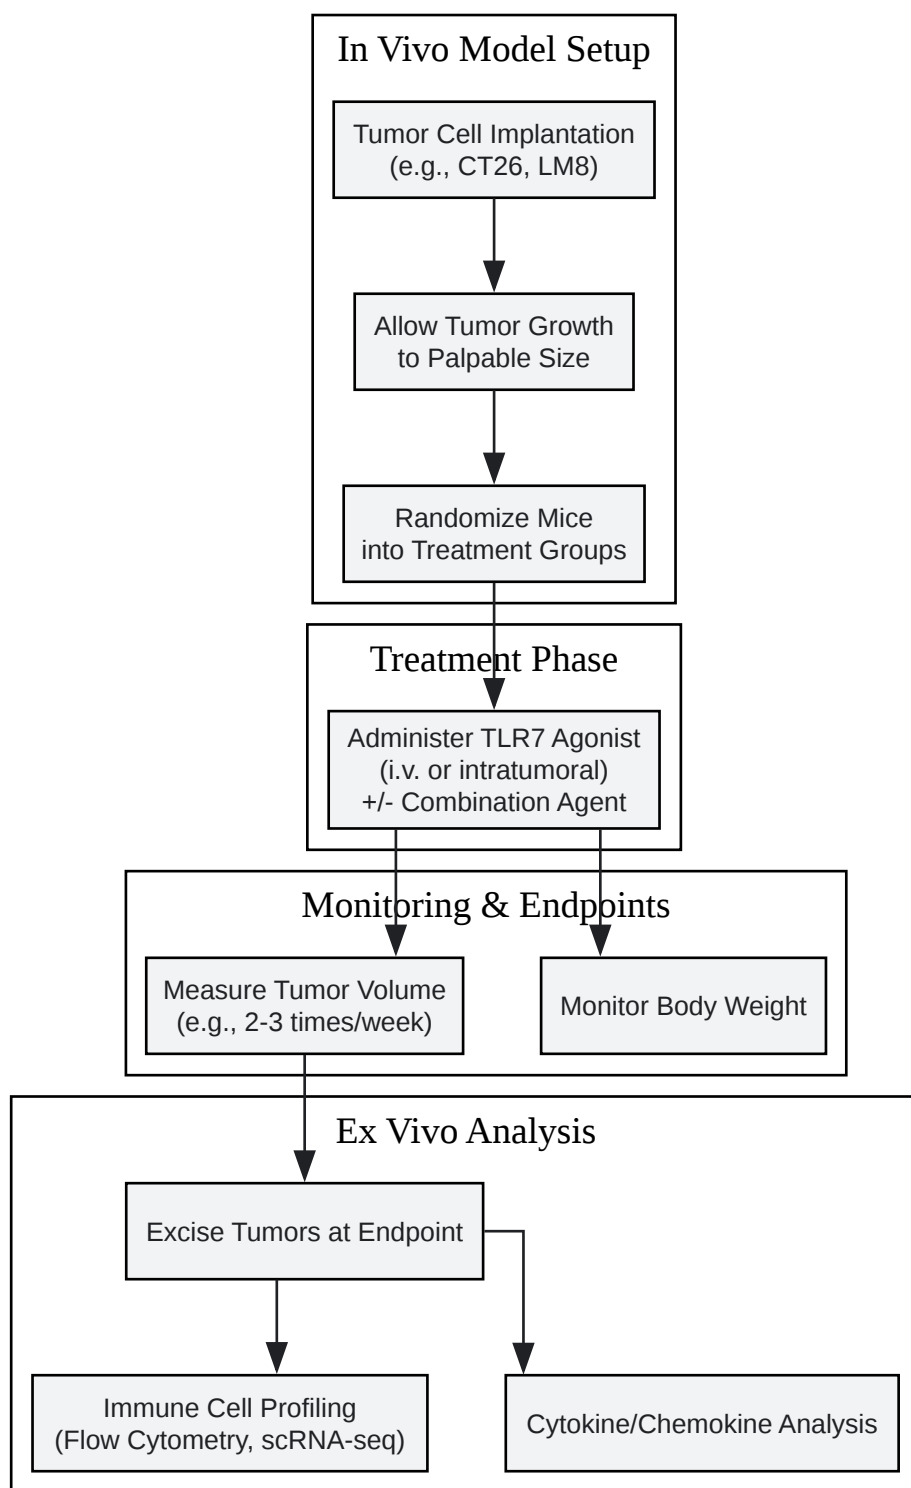 In Vivo Model Setup
Tumor Cell Implantation
(e.g., CT26, LM8)
Allow Tumor Growth
to Palpable Size
Randomize Mice
into Treatment Groups
Treatment Phase
Administer TLR7 Agonist
(i.v. or intratumoral)
+/- Combination Agent
Monitoring & Endpoints
Measure Tumor Volume
(e.g., 2-3 times/week)
Monitor Body Weight
Ex Vivo Analysis
Excise Tumors at Endpoint
Immune Cell Profiling
(Flow Cytometry, scRNA-seq)
Cytokine/Chemokine Analysis